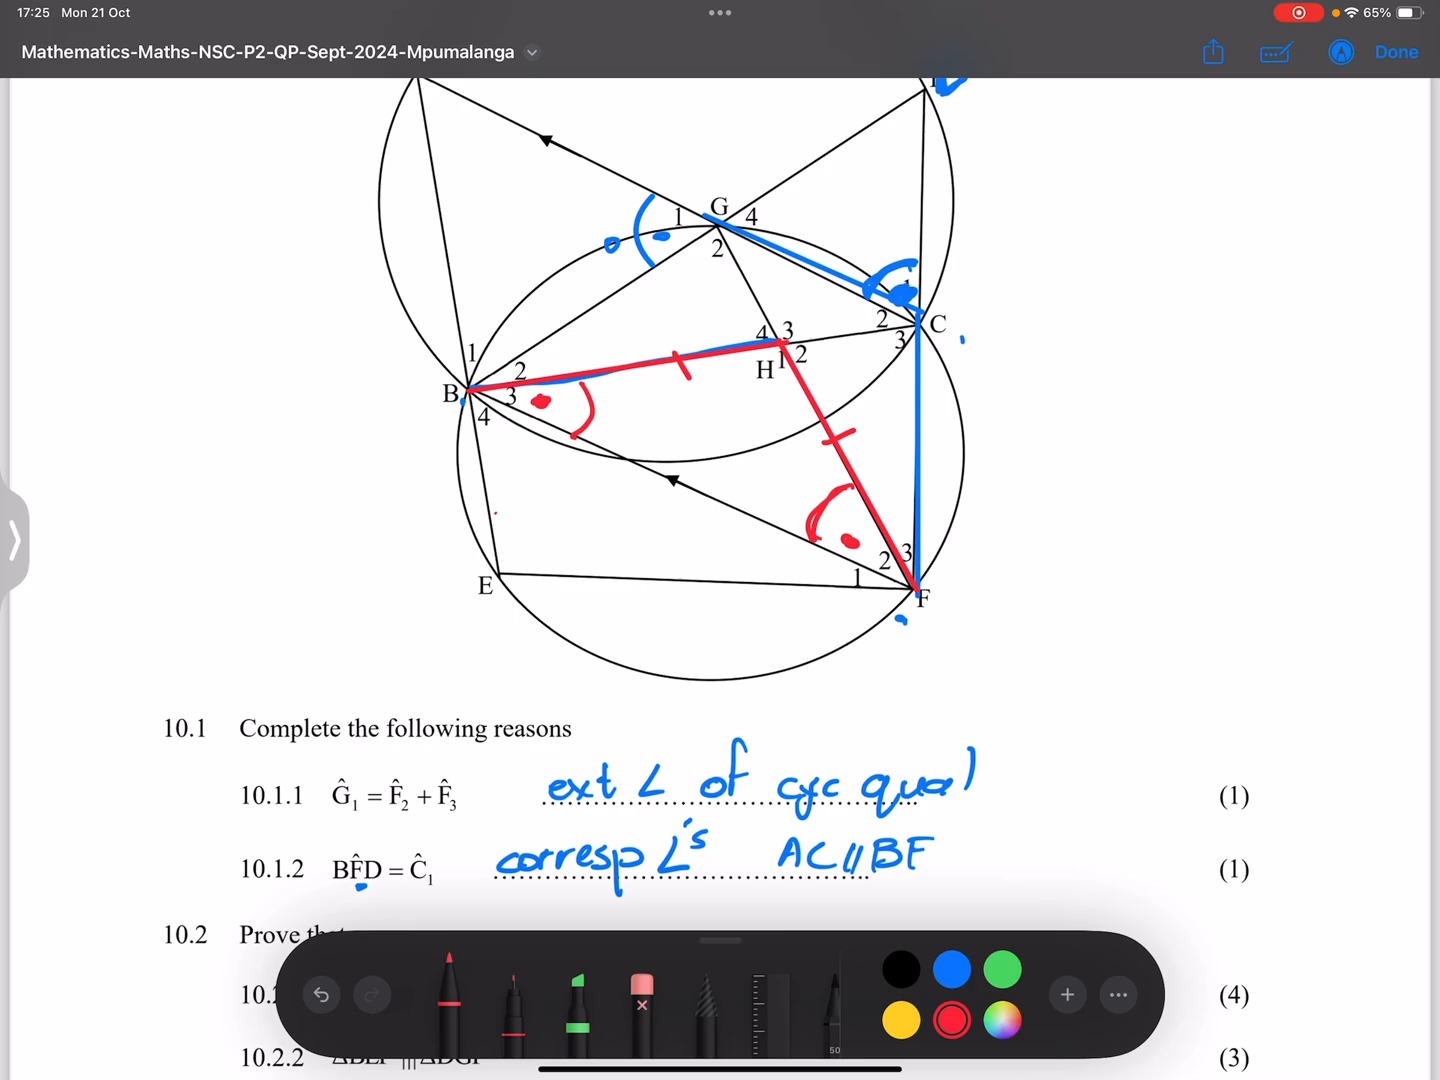 17:25 Mon 21 Oct
65%
Mathematics-Maths-NSC-P2-QP-Sept-2024-Mpumalanga
Done
G
1
4
2
2
C
3
4 3
H 1 2
1
2
B
3
4
E
2 3
1
F
10.1 Complete the following reasons
10.1.1 Ĝ₁ = F̂₂ + F̂₃ ext ∠ of cyc quad (1)
10.1.2 BF̂D = Ĉ₁ corresp ∠'s AC//BF (1)
10.2 Prove
(4)
50
10.2.2 (3)